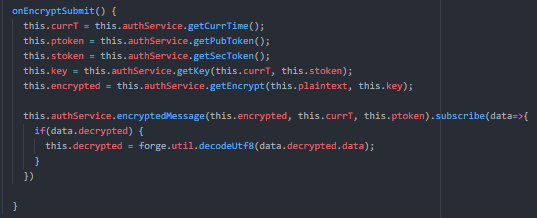 onEncryptSubmit() {
this.currT = this.authService.getCurrTime();
this.ptoken = this.authService.getPubToken();
this.stoken = this.authService.getSecToken();
this.key = this.authService.getKey(this.currT, this.stoken);
this.encrypted = this.authService.getEncrypt(this.plaintext, this.key);
this.authService.encryptedMessage(this.encrypted, this.currT, this.ptoken).subscribe(data=>{
if(data.decrypted) {
this.decrypted = forge.util.decodeUtf8(data.decrypted.data);
}
})
}